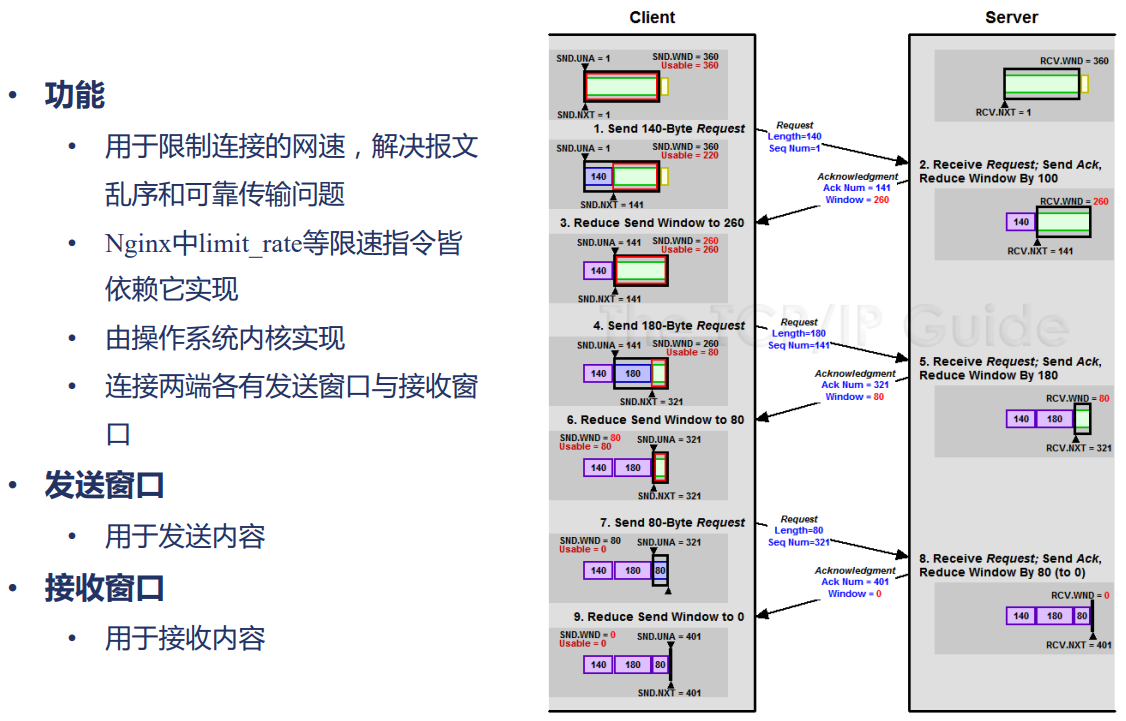 功能
用于限制连接的网速，解决报文
乱序和可靠传输问题
Nginx中limit_rate等限速指令皆
依赖它实现
由操作系统内核实现
连接两端各有发送窗口与接收窗
口
发送窗口
用于发送内容
接收窗口
用于接收内容
Client
Server
SND.UNA = 1
SND.WND = 360
Usable = 360
SND.NXT = 1
RCV.WND = 360
RCV.NXT = 1
1. Send 140-Byte Request
Request
Length=140
Seq Num=1
SND.UNA = 1
SND.WND = 360
Usable = 220
140
SND.NXT = 141
2. Receive Request; Send Ack,
Reduce Window By 100
Acknowledgment
Ack Num = 141
Window = 260
RCV.WND = 260
140
RCV.NXT = 141
3. Reduce Send Window to 260
SND.UNA = 141
SND.WND = 260
Usable = 260
140
SND.NXT = 141
The TCP/IP Guide
4. Send 180-Byte Request
Request
Length=180
Seq Num=141
SND.UNA = 141
SND.WND = 260
Usable = 80
140 180
SND.NXT = 321
5. Receive Request; Send Ack,
Reduce Window By 180
Acknowledgment
Ack Num = 321
Window = 80
RCV.WND = 80
140 180
RCV.NXT = 321
6. Reduce Send Window to 80
SND.WND = 80
Usable = 80
SND.UNA = 321
140 180
SND.NXT = 321
7. Send 80-Byte Request
Request
Length=80
Seq Num=321
SND.WND = 80
Usable = 0
SND.UNA = 321
140 180 80
8. Receive Request; Send Ack,
Reduce Window By 80 (to 0)
Acknowledgment
Ack Num = 401
Window = 0
RCV.WND = 0
140 180 80
RCV.NXT = 401
9. Reduce Send Window to 0
SND.WND = 0
Usable = 0
SND.UNA = 401
140 180 80
SND.NXT = 401